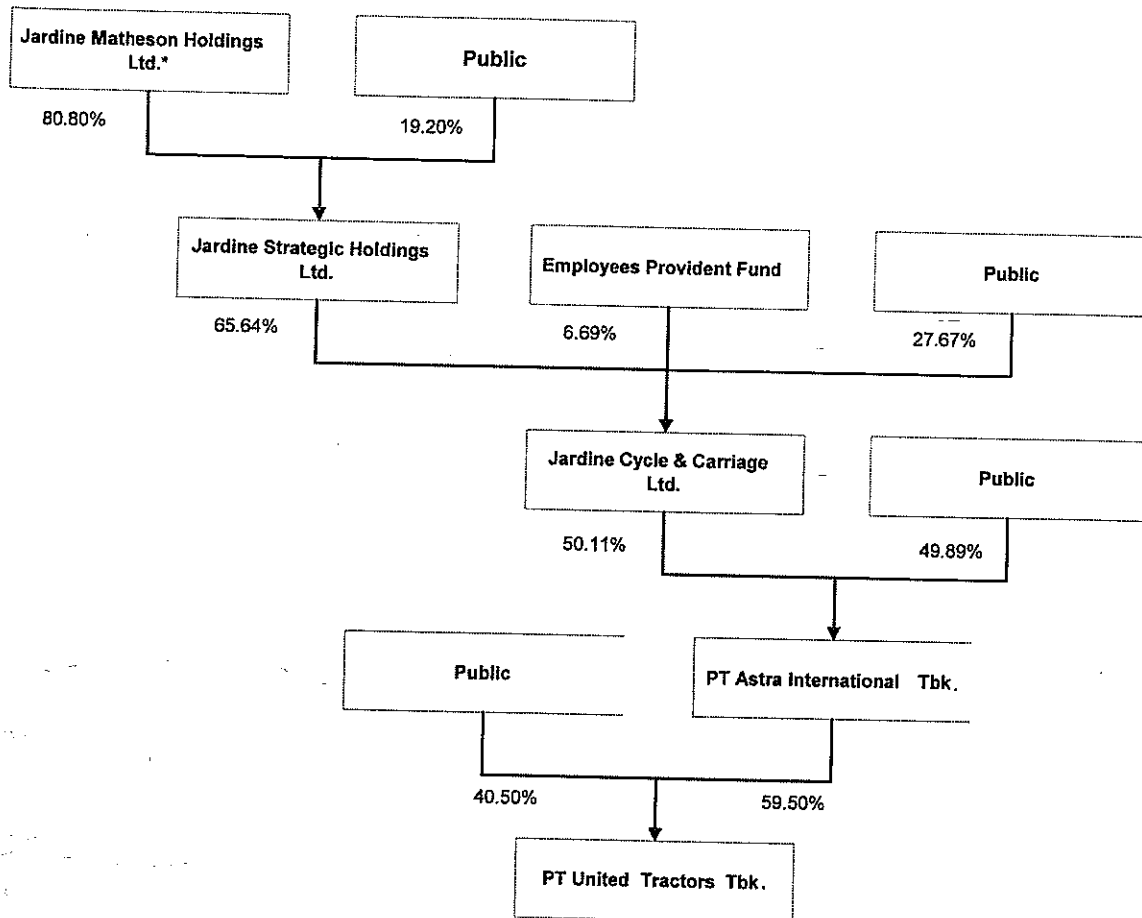 Jardine Matheson Holdings
Ltd.*
Public
80.80%
19.20%
Jardine Strategic Holdings
Ltd.
Employees Provident Fund
Public
65.64%
6.69%
27.67%
Jardine Cycle & Carriage
Ltd.
Public
50.11%
49.89%
Public
PT Astra International Tbk.
40.50%
59.50%
PT United Tractors Tbk.